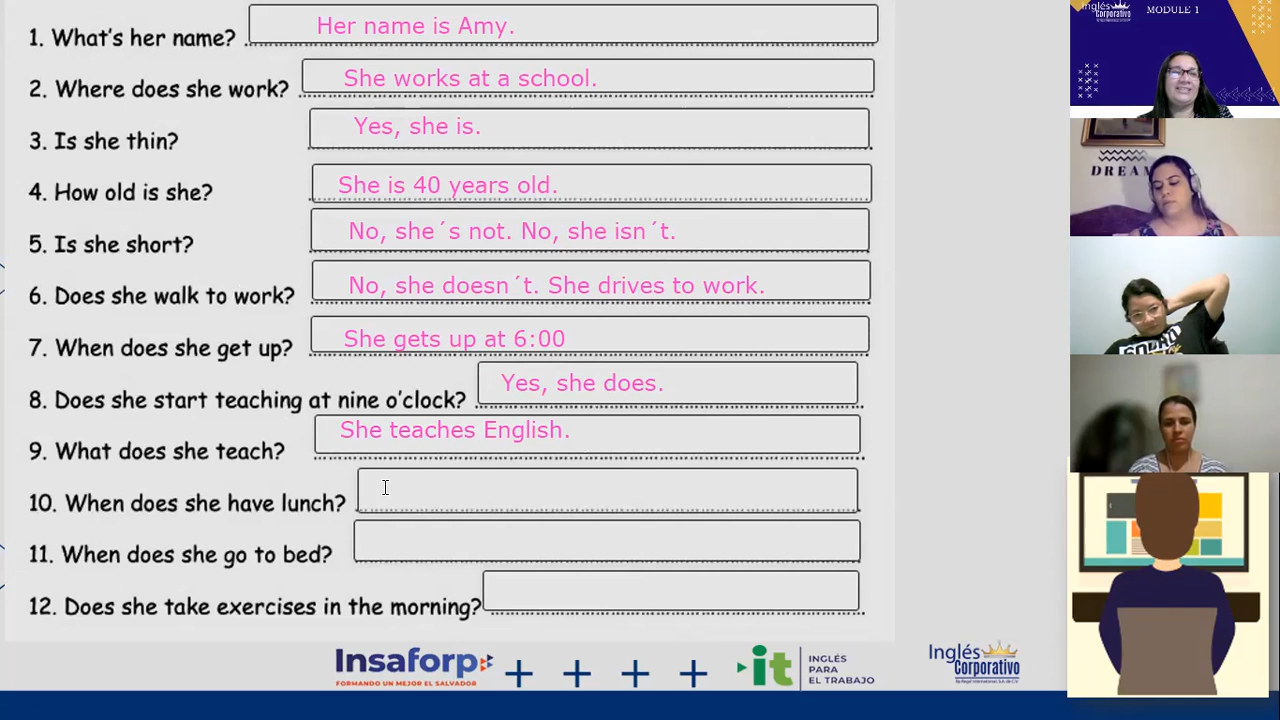 1. What's her name? Her name is Amy.
2. Where does she work? She works at a school.
3. Is she thin? Yes, she is.
4. How old is she? She is 40 years old.
5. Is she short? No, she´s not. No, she isn´t.
6. Does she walk to work? No, she doesn´t. She drives to work.
7. When does she get up? She gets up at 6:00
8. Does she start teaching at nine o'clock? Yes, she does.
9. What does she teach? She teaches English.
10. When does she have lunch?
11. When does she go to bed?
12. Does she take exercises in the morning?
Insaforp
FORMANDO UN MEJOR EL SALVADOR
it
INGLÉS
PARA
EL TRABAJO
Inglés
Corporativo
Inglés
Corporativo
MODULE 1
DREAM